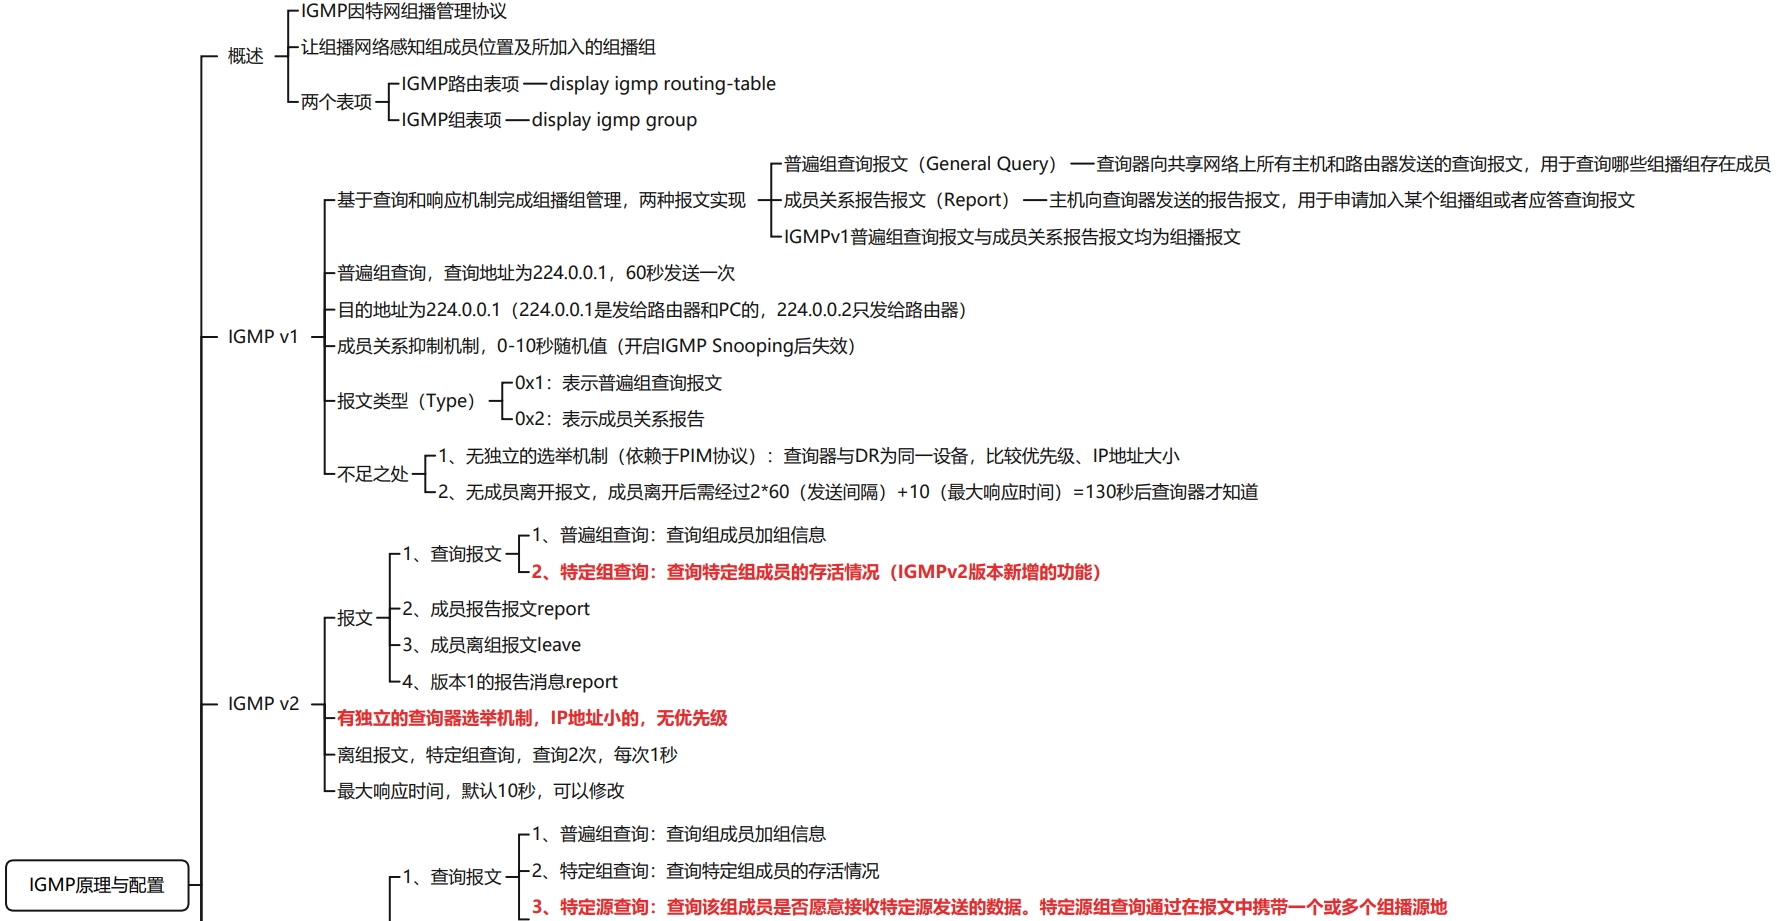 IGMP因特网组播管理协议
让组播网络感知组成员位置及所加入的组播组
概述
IGMP路由表项
display igmp routing-table
两个表项
IGMP组表项
display igmp group
普遍组查询报文（General Query）
查询器向共享网络上所有主机和路由器发送的查询报文，用于查询哪些组播组存在成员
基于查询和响应机制完成组播组管理，两种报文实现
成员关系报告报文（Report）
主机向查询器发送的报告报文，用于申请加入某个组播组或者应答查询报文
IGMPv1普遍组查询报文与成员关系报告报文均为组播报文
普遍组查询，查询地址为224.0.0.1，60秒发送一次
目的地址为224.0.0.1（224.0.0.1是发给路由器和PC的，224.0.0.2只发给路由器）
IGMP v1
成员关系抑制机制，0-10秒随机值（开启IGMP Snooping后失效）
报文类型（Type）
0x1：表示普遍组查询报文
0x2：表示成员关系报告
不足之处
1、无独立的选举机制（依赖于PIM协议）：查询器与DR为同一设备，比较优先级、IP地址大小
2、无成员离开报文，成员离开后需经过2*60（发送间隔）+10（最大响应时间）=130秒后查询器才知道
1、查询报文
1、普遍组查询：查询组成员加组信息
2、特定组查询：查询特定组成员的存活情况（IGMPv2版本新增的功能）
报文
2、成员报告报文report
3、成员离组报文leave
4、版本1的报告消息report
IGMP v2
有独立的查询器选举机制，IP地址小的，无优先级
离组报文，特定组查询，查询2次，每次1秒
最大响应时间，默认10秒，可以修改
1、普遍组查询：查询组成员加组信息
1、查询报文
2、特定组查询：查询特定组成员的存活情况
IGMP原理与配置
3、特定源查询：查询该组成员是否愿意接收特定源发送的数据。特定源组查询通过在报文中携带一个或多个组播源地